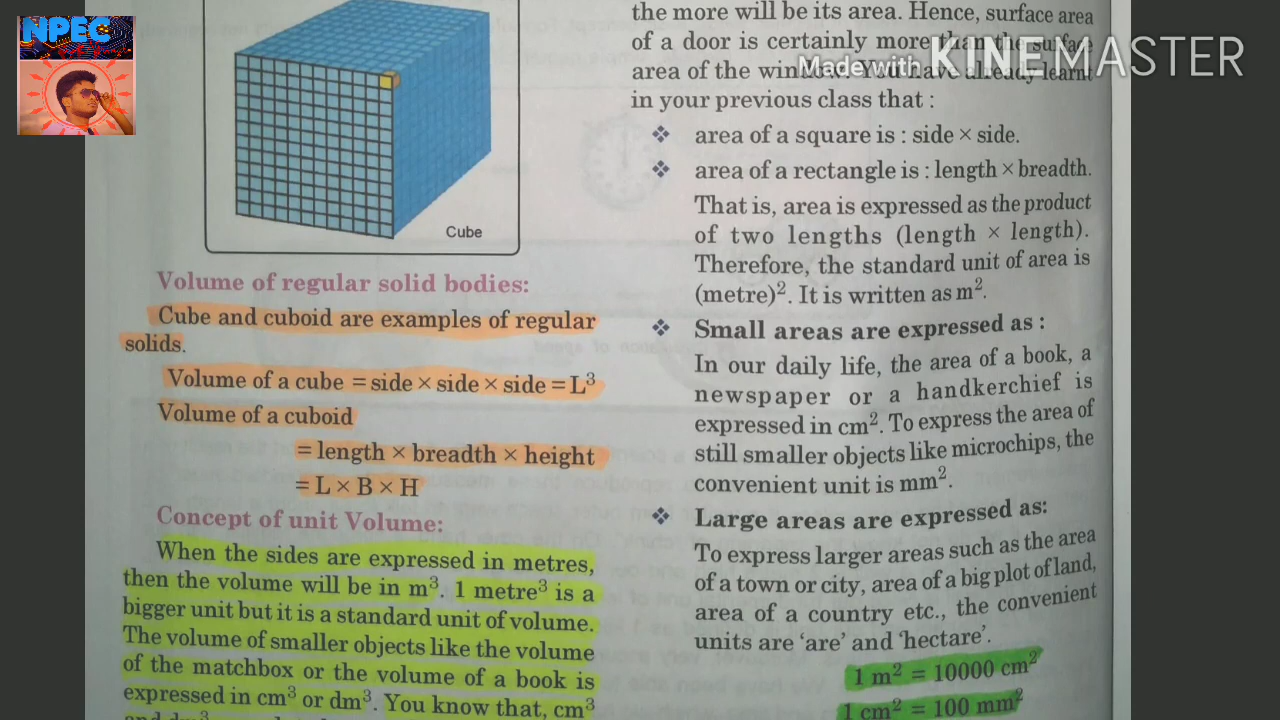 NPEC
Made with KINEMASTER
Cube
Volume of regular solid bodies:
Cube and cuboid are examples of regular
solids.
Volume of a cube = side × side × side = L³
Volume of a cuboid
= length × breadth × height
= L × B × H
Concept of unit Volume:
When the sides are expressed in metres,
then the volume will be in m³. 1 metre³ is a
bigger unit but it is a standard unit of volume.
The volume of smaller objects like the volume
of the matchbox or the volume of a book is
expressed in cm³ or dm³. You know that, cm³
and dm³
the more will be its area. Hence, surface area
of a door is certainly more than the surface
area of the window. You have already learnt
in your previous class that :
❖ area of a square is : side × side.
❖ area of a rectangle is : length × breadth.
That is, area is expressed as the product
of two lengths (length × length).
Therefore, the standard unit of area is
(metre)². It is written as m².
❖ Small areas are expressed as :
In our daily life, the area of a book, a
newspaper or a handkerchief is
expressed in cm². To express the area of
still smaller objects like microchips, the
convenient unit is mm².
❖ Large areas are expressed as:
To express larger areas such as the area
of a town or city, area of a big plot of land,
area of a country etc., the convenient
units are ‘are’ and ‘hectare’.
1 m² = 10000 cm²
1 cm² = 100 mm²